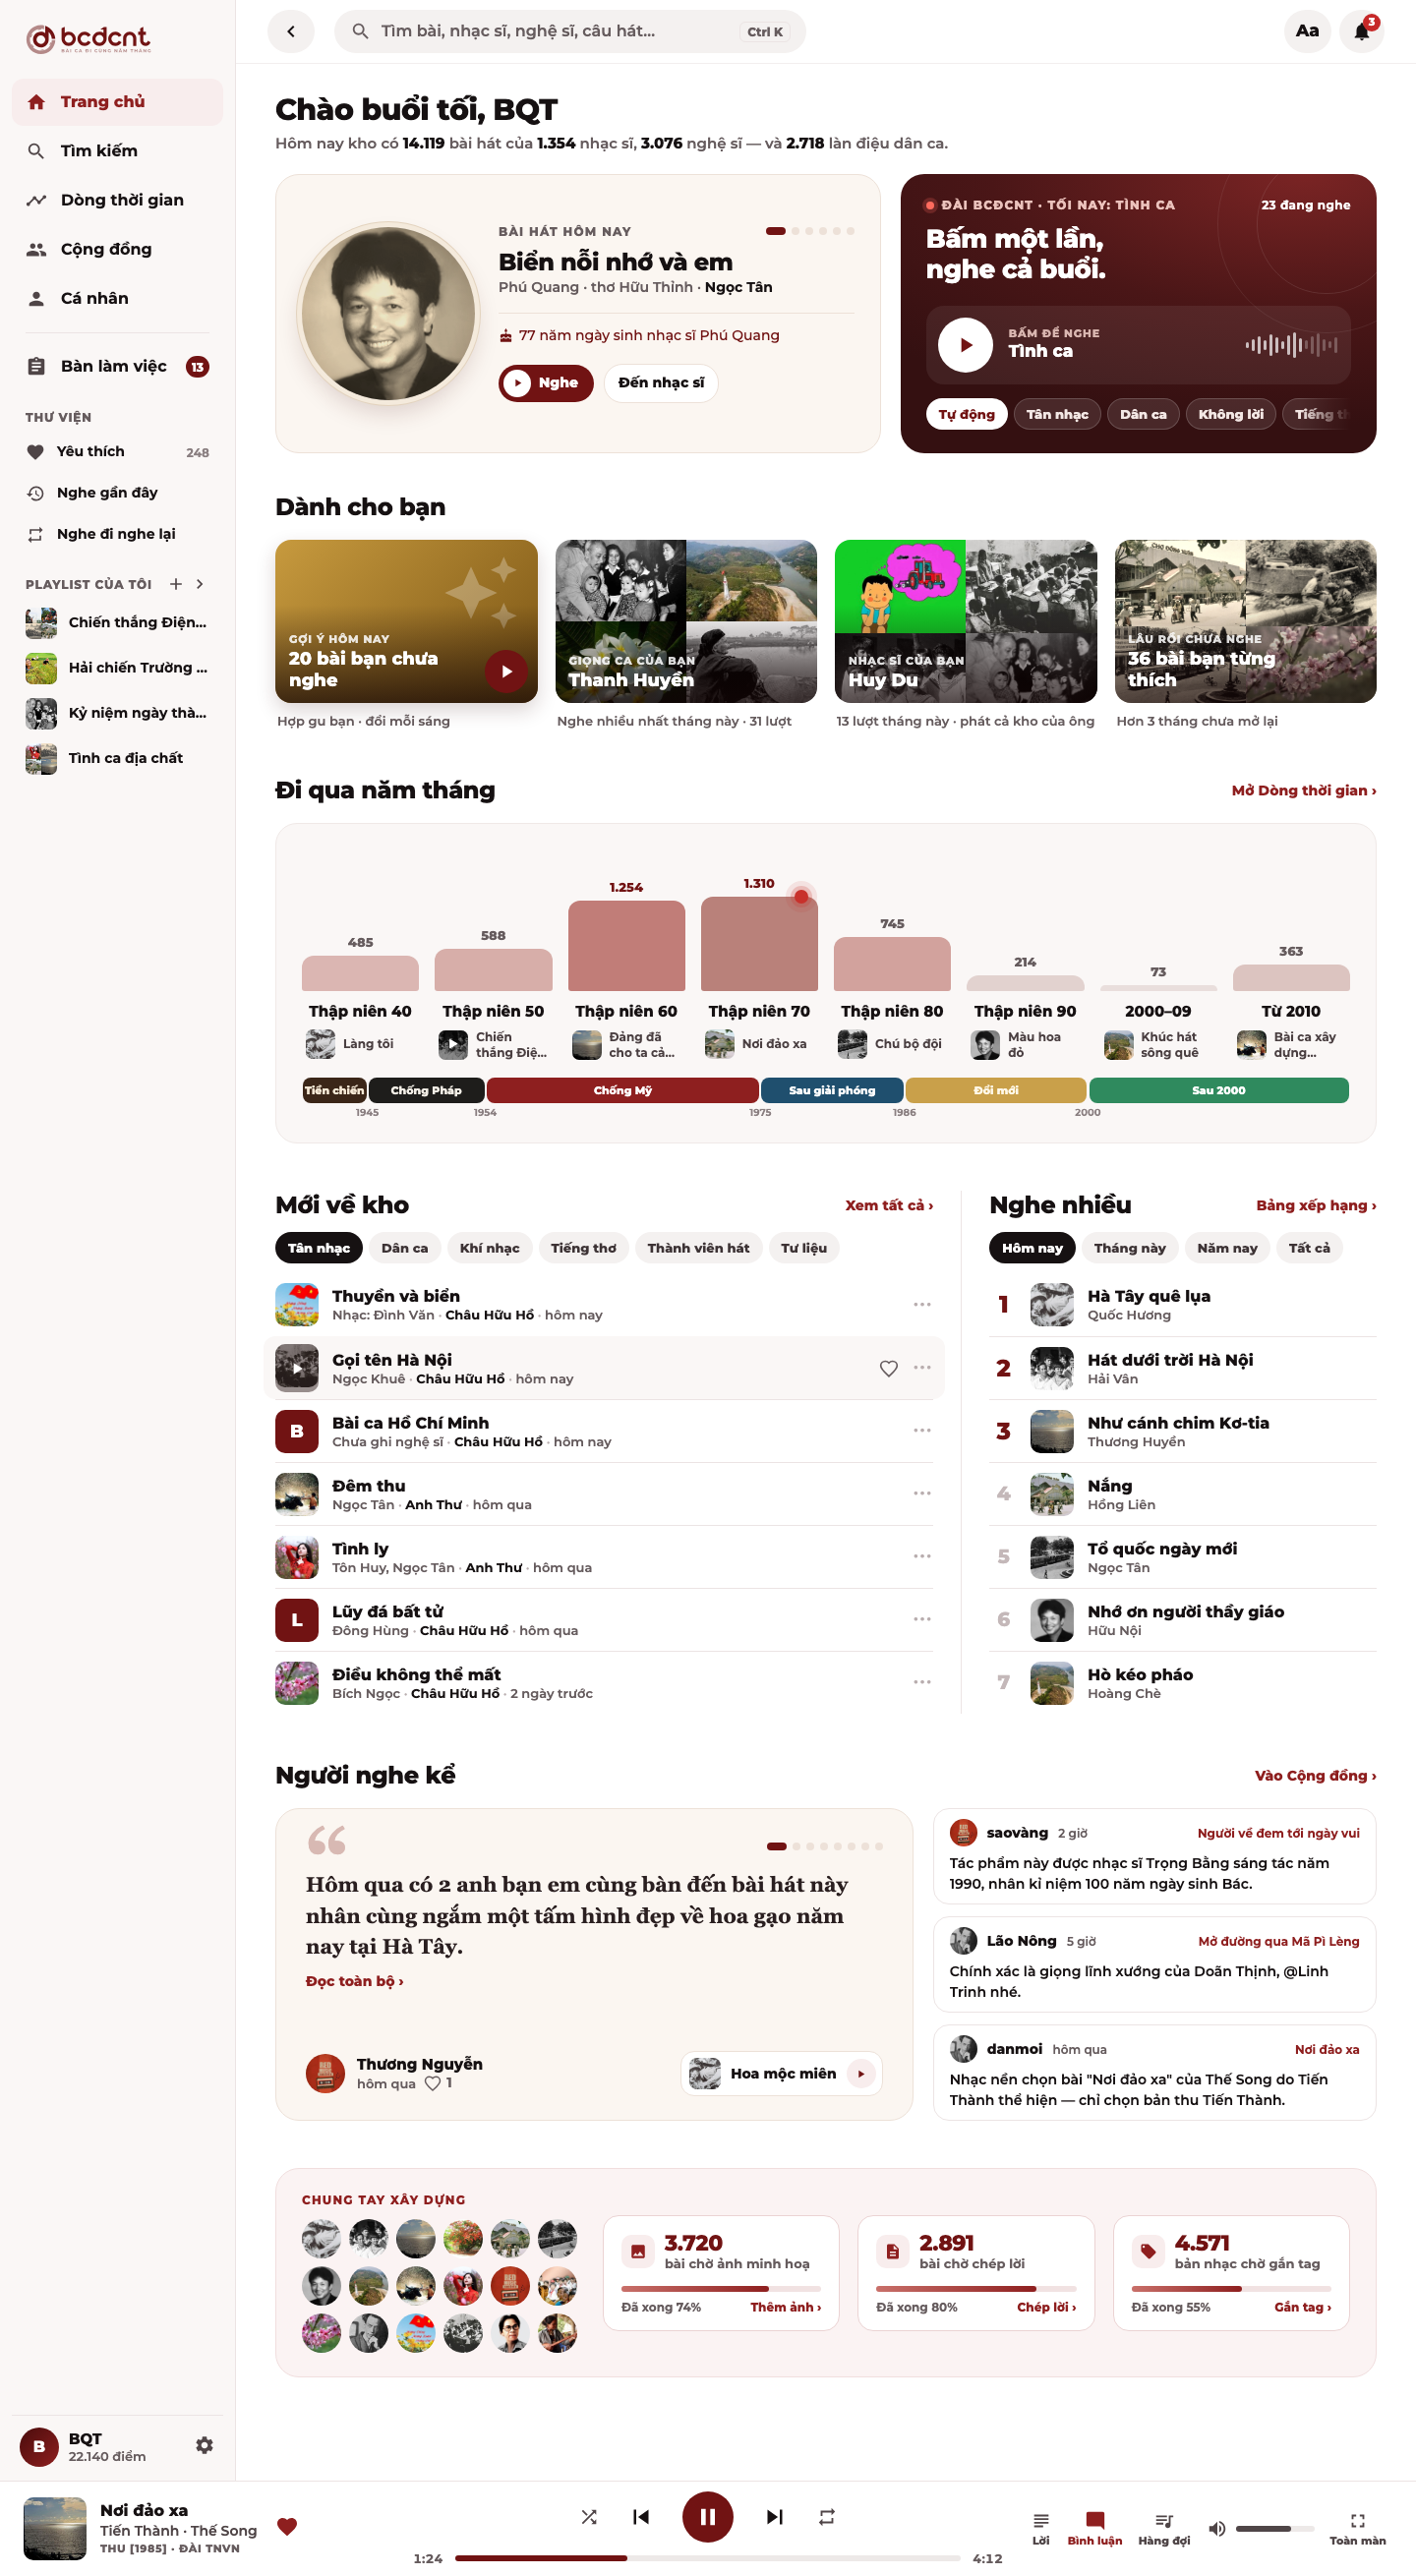 bcdcnt
BÀI CA ĐI CÙNG NĂM THÁNG
Trang chủ
Tìm kiếm
Dòng thời gian
Cộng đồng
Cá nhân
Bàn làm việc 13
THƯ VIỆN
Yêu thích 248
Nghe gần đây
Nghe đi nghe lại
PLAYLIST CỦA TÔI
Chiến thắng Điện...
Hải chiến Trường ...
Kỷ niệm ngày thà...
Tình ca địa chất
BQT
22.140 điểm
Tìm bài, nhạc sĩ, nghệ sĩ, câu hát... Ctrl K
Aa
3
Chào buổi tối, BQT
Hôm nay kho có 14.119 bài hát của 1.354 nhạc sĩ, 3.076 nghệ sĩ — và 2.718 làn điệu dân ca.
BÀI HÁT HÔM NAY
Biển nỗi nhớ và em
Phú Quang · thơ Hữu Thỉnh · Ngọc Tân
77 năm ngày sinh nhạc sĩ Phú Quang
Nghe
Đến nhạc sĩ
ĐÀI BCĐCNT · TỐI NAY: TÌNH CA
23 đang nghe
Bấm một lần,
nghe cả buổi.
BẤM ĐỂ NGHE
Tình ca
Tự động
Tân nhạc
Dân ca
Không lời
Tiếng th
Dành cho bạn
GỢI Ý HÔM NAY
20 bài bạn chưa
nghe
Hợp gu bạn · đổi mỗi sáng
GIỌNG CA CỦA BẠN
Thanh Huyền
Nghe nhiều nhất tháng này · 31 lượt
NHẠC SĨ CỦA BẠN
Huy Du
13 lượt tháng này · phát cả kho của ông
LÂU RỒI CHƯA NGHE
36 bài bạn từng
thích
Hơn 3 tháng chưa mở lại
Đi qua năm tháng
Mở Dòng thời gian ›
485
588
1.254
1.310
745
214
73
363
Thập niên 40
Thập niên 50
Thập niên 60
Thập niên 70
Thập niên 80
Thập niên 90
2000–09
Từ 2010
Làng tôi
Chiến
thắng Điệ...
Đảng đã
cho ta cả...
Nơi đảo xa
Chú bộ đội
Màu hoa
đỏ
Khúc hát
sông quê
Bài ca xây
dựng...
Tiền chiến
Chống Pháp
Chống Mỹ
Sau giải phóng
Đổi mới
Sau 2000
1945
1954
1975
1986
2000
Mới về kho
Xem tất cả ›
Tân nhạc
Dân ca
Khí nhạc
Tiếng thơ
Thành viên hát
Tư liệu
Thuyền và biển
Nhạc: Đình Văn · Châu Hữu Hổ · hôm nay
Gọi tên Hà Nội
Ngọc Khuê · Châu Hữu Hổ · hôm nay
B
Bài ca Hồ Chí Minh
Chưa ghi nghệ sĩ · Châu Hữu Hổ · hôm nay
Đêm thu
Ngọc Tân · Anh Thư · hôm qua
Tình ly
Tôn Huy, Ngọc Tân · Anh Thư · hôm qua
L
Lũy đá bất tử
Đông Hùng · Châu Hữu Hổ · hôm qua
Điều không thể mất
Bích Ngọc · Châu Hữu Hổ · 2 ngày trước
Nghe nhiều
Bảng xếp hạng ›
Hôm nay
Tháng này
Năm nay
Tất cả
1
Hà Tây quê lụa
Quốc Hương
2
Hát dưới trời Hà Nội
Hải Vân
3
Như cánh chim Kơ-tia
Thương Huyền
4
Nắng
Hồng Liên
5
Tổ quốc ngày mới
Ngọc Tân
6
Nhớ ơn người thầy giáo
Hữu Nội
7
Hò kéo pháo
Hoàng Chè
Người nghe kể
Vào Cộng đồng ›
Hôm qua có 2 anh bạn em cùng bàn đến bài hát này
nhân cùng ngắm một tấm hình đẹp về hoa gạo năm
nay tại Hà Tây.
Đọc toàn bộ ›
Thương Nguyễn
hôm qua 1
Hoa mộc miên
saovàng 2 giờ
Người về đem tới ngày vui
Tác phẩm này được nhạc sĩ Trọng Bằng sáng tác năm
1990, nhân kỉ niệm 100 năm ngày sinh Bác.
Lão Nông 5 giờ
Mở đường qua Mã Pì Lèng
Chính xác là giọng lĩnh xướng của Doãn Thịnh, @Linh
Trinh nhé.
danmoi hôm qua
Nơi đảo xa
Nhạc nền chọn bài "Nơi đảo xa" của Thế Song do Tiến
Thành thể hiện — chỉ chọn bản thu Tiến Thành.
CHUNG TAY XÂY DỰNG
3.720
bài chờ ảnh minh hoạ
Đã xong 74%
Thêm ảnh ›
2.891
bài chờ chép lời
Đã xong 80%
Chép lời ›
4.571
bản nhạc chờ gắn tag
Đã xong 55%
Gắn tag ›
Nơi đảo xa
Tiến Thành · Thế Song
THU [1985] · ĐÀI TNVN
1:24
4:12
Lời
Bình luận
Hàng đợi
Toàn màn